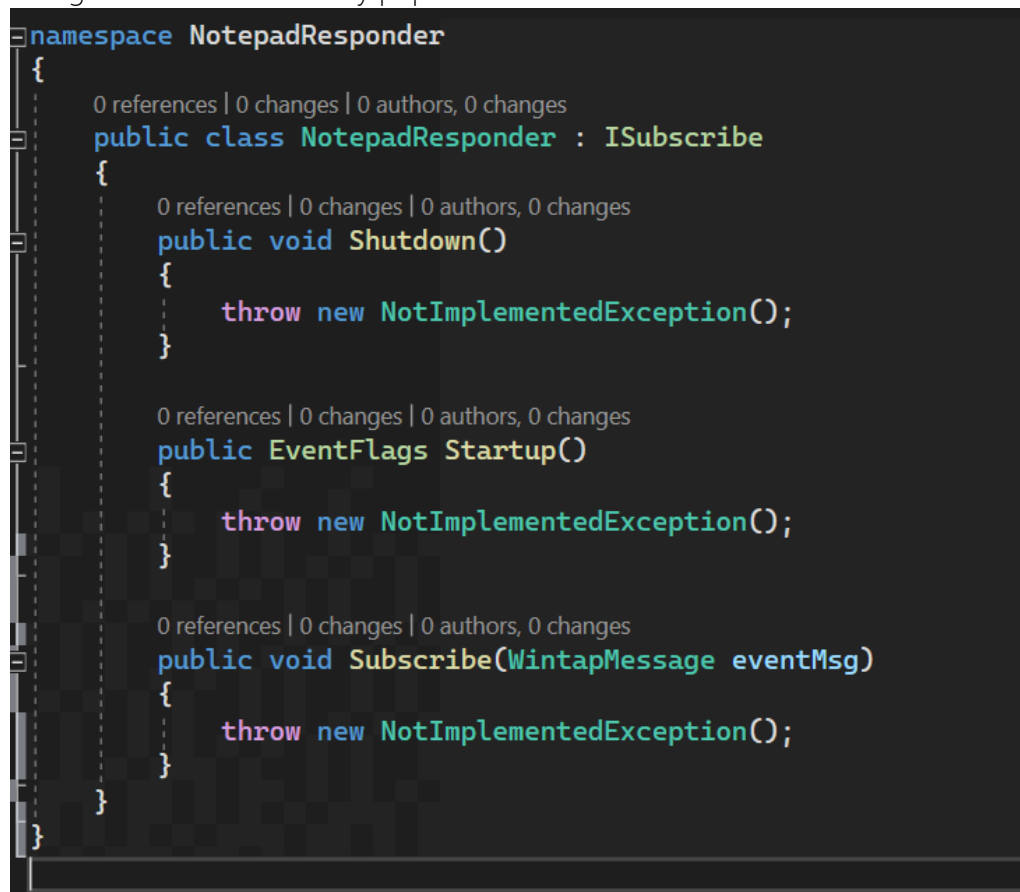 namespace NotepadResponder
{
0 references | 0 changes | 0 authors, 0 changes
public class NotepadResponder : ISubscribe
{
0 references | 0 changes | 0 authors, 0 changes
public void Shutdown()
{
throw new NotImplementedException();
}
0 references | 0 changes | 0 authors, 0 changes
public EventFlags Startup()
{
throw new NotImplementedException();
}
0 references | 0 changes | 0 authors, 0 changes
public void Subscribe(WintapMessage eventMsg)
{
throw new NotImplementedException();
}
}
}